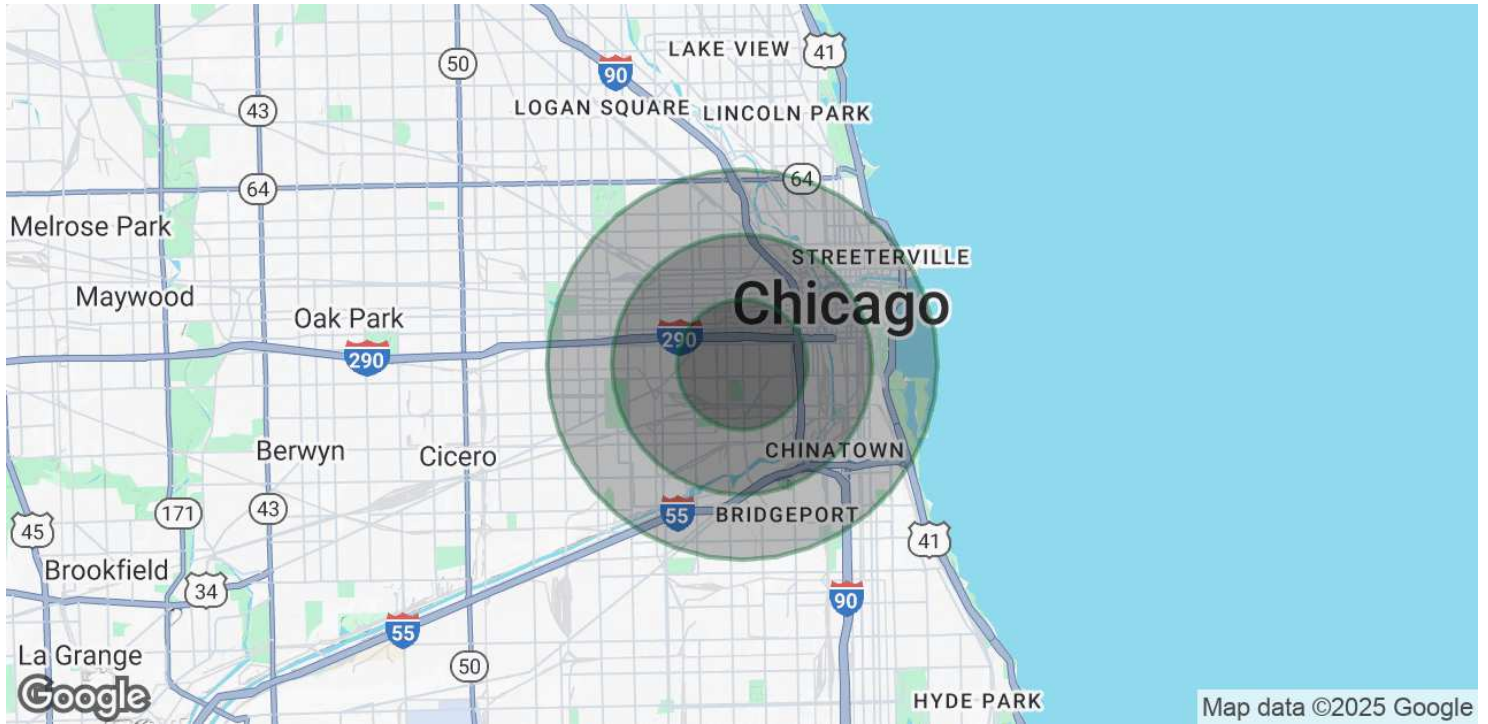 LAKE VIEW
41
50
90
43
LOGAN SQUARE
LINCOLN PARK
64
64
Melrose Park
STREETERVILLE
Maywood
Chicago
Oak Park
290
290
Berwyn
Cicero
CHINATOWN
171
43
55
BRIDGEPORT
45
41
Brookfield
34
90
55
La Grange
50
Google
HYDE PARK
Map data ©2025 Google